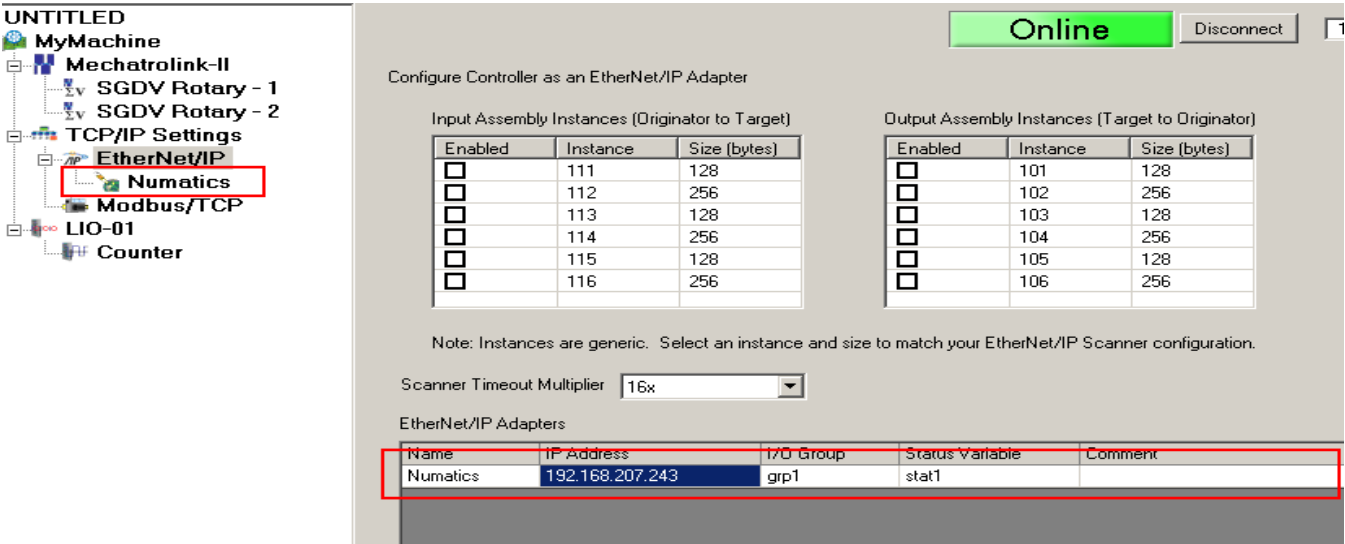 UNTITLED
MyMachine
Mechatrolink-II
SGDV Rotary - 1
SGDV Rotary - 2
TCP/IP Settings
EtherNet/IP
Numatics
Modbus/TCP
LIO-01
Counter
Online
Disconnect
1
Configure Controller as an EtherNet/IP Adapter
Input Assembly Instances (Originator to Target)
Enabled Instance Size (bytes)
111 128
112 256
113 128
114 256
115 128
116 256
Output Assembly Instances (Target to Originator)
Enabled Instance Size (bytes)
101 128
102 256
103 128
104 256
105 128
106 256
Note: Instances are generic. Select an instance and size to match your EtherNet/IP Scanner configuration.
Scanner Timeout Multiplier 16x
EtherNet/IP Adapters
Name IP Address I/O Group Status Variable Comment
Numatics 192.168.207.243 grp1 stat1